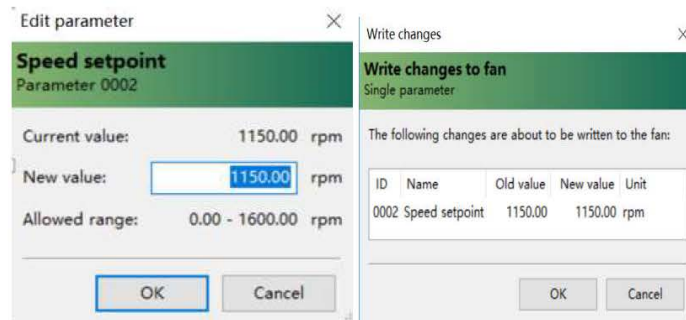 Edit parameter
Speed setpoint
Parameter 0002
Current value: 1150.00 rpm
New value: 1150.00 rpm
Allowed range: 0.00 - 1600.00 rpm
OK Cancel
Write changes
Write changes to fan
Single parameter
The following changes are about to be written to the fan:
ID Name Old value New value Unit
0002 Speed setpoint 1150.00 1150.00 rpm
OK Cancel